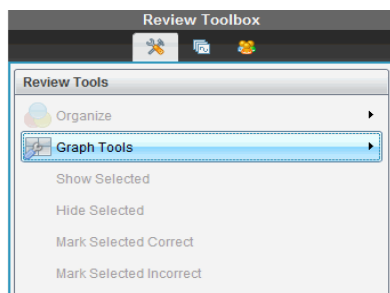 Review Toolbox
Review Tools
Organize
Graph Tools
Show Selected
Hide Selected
Mark Selected Correct
Mark Selected Incorrect